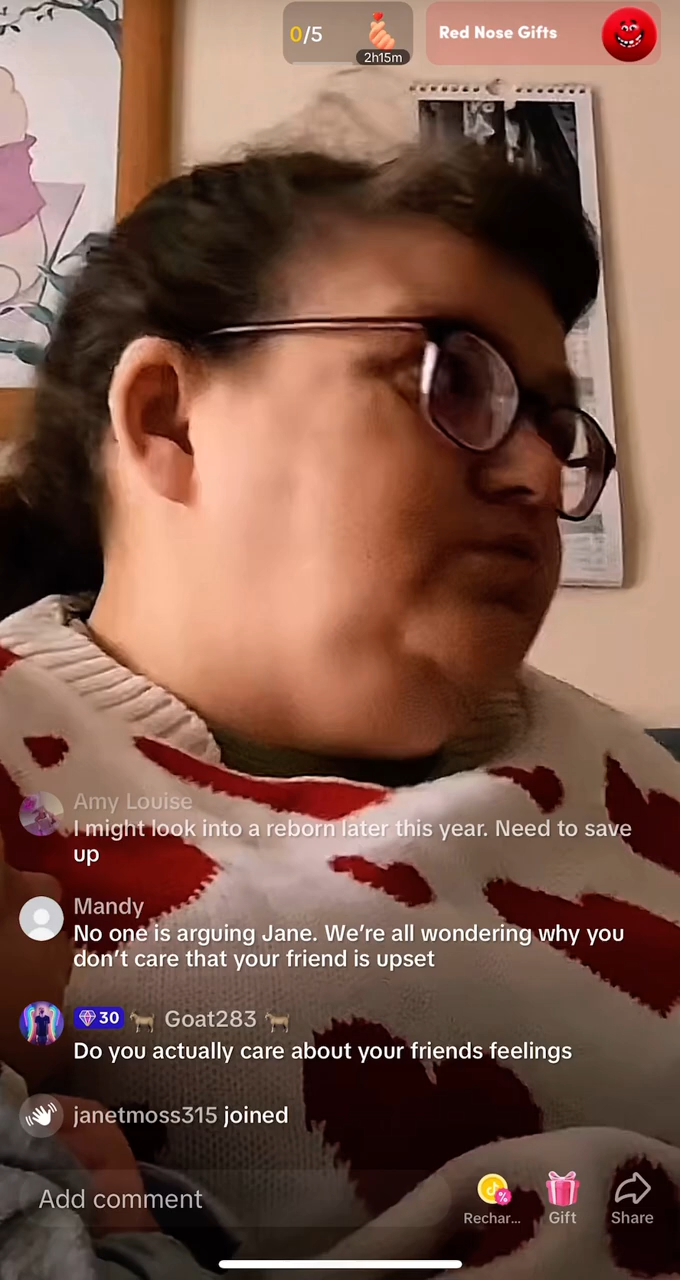 0/5
2h15m
Red Nose Gifts
Amy Louise
I might look into a reborn later this year. Need to save
up
Mandy
No one is arguing Jane. We’re all wondering why you
don’t care that your friend is upset
30 🐐 Goat283 🐐
Do you actually care about your friends feelings
janetmoss315 joined
Add comment
Rechar...
Gift
Share